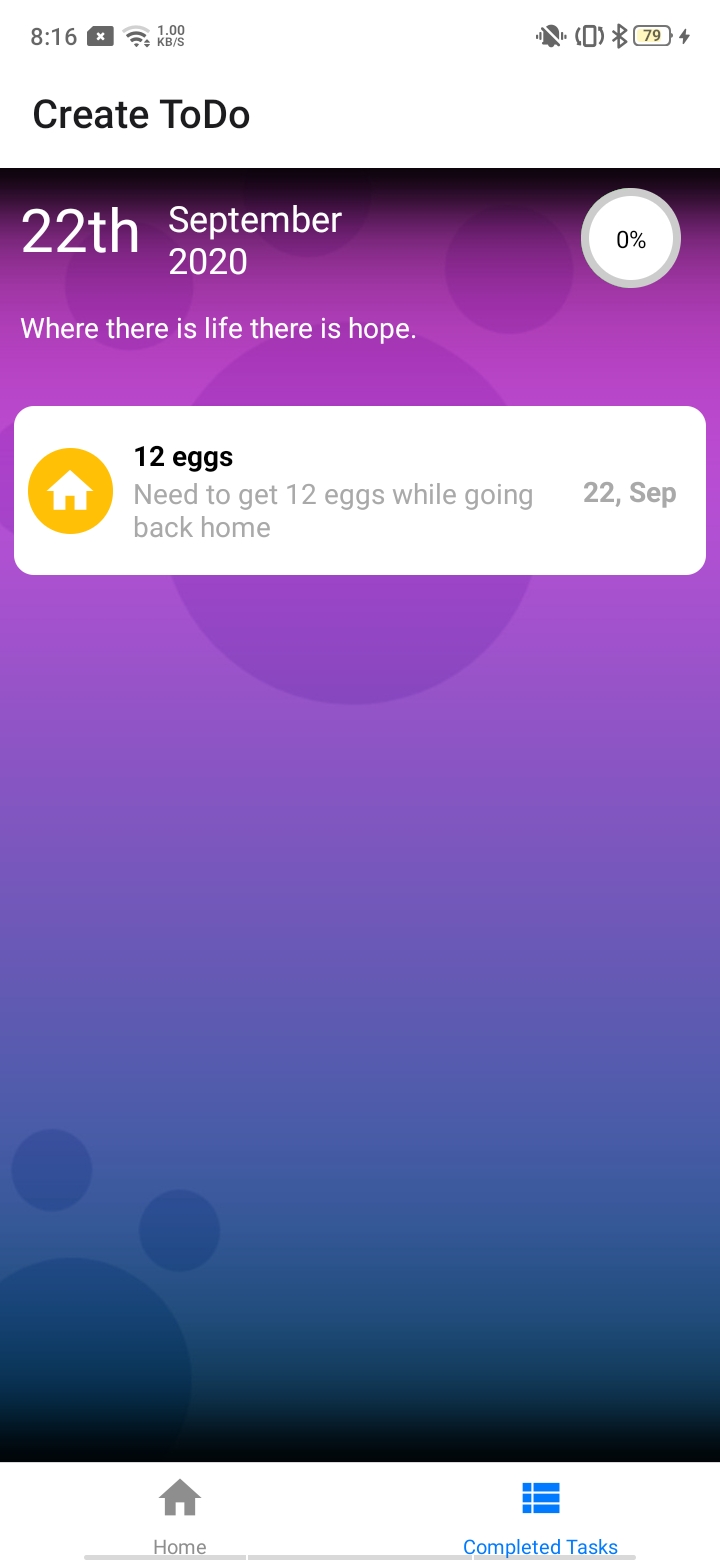 8:16
1.00
KB/S
79
Create ToDo
22th
September
2020
0%
Where there is life there is hope.
12 eggs
Need to get 12 eggs while going
back home
22, Sep
Home
Completed Tasks